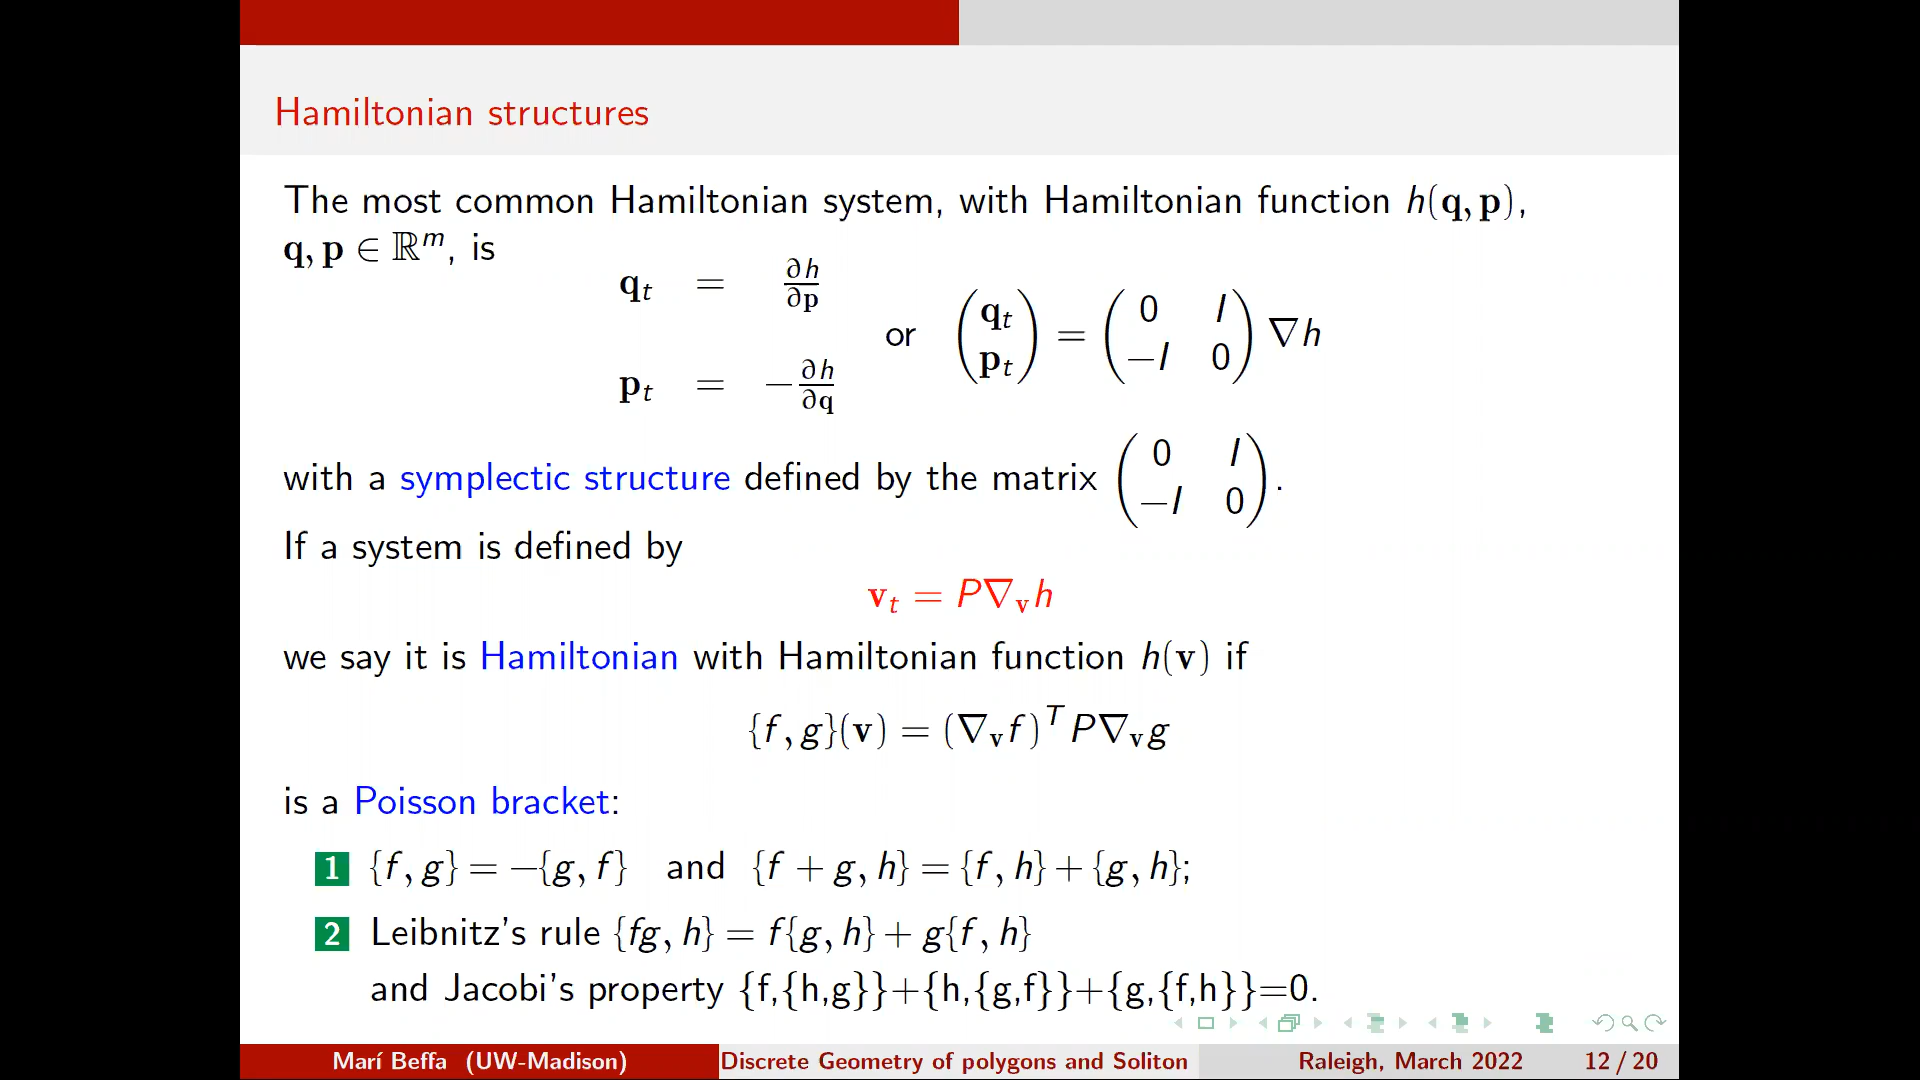 Hamiltonian structures
The most common Hamiltonian system, with Hamiltonian function h(q, p),
q, p ∈ ℝ^m, is
q_t = ∂h/∂p
p_t = −∂h/∂q
or (q_t p_t) = (0 I −I 0) ∇h
with a symplectic structure defined by the matrix (0 I −I 0).
If a system is defined by
v_t = P∇_v h
we say it is Hamiltonian with Hamiltonian function h(v) if
{f, g}(v) = (∇_v f)^T P∇_v g
is a Poisson bracket:
1 {f, g} = −{g, f} and {f + g, h} = {f, h} + {g, h};
2 Leibnitz's rule {fg, h} = f{g, h} + g{f, h}
and Jacobi's property {f,{h,g}}+{h,{g,f}}+{g,{f,h}}=0.
Marí Beffa (UW-Madison) Discrete Geometry of polygons and Soliton Raleigh, March 2022 12 / 20